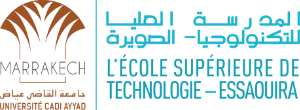 MARRAKECH
جامعة القاضي عياض
UNIVERSITÉ CADI AYYAD
المدرسة العليا
للتكنولوجيا - الصويرة
L'ÉCOLE SUPÉRIEURE DE
TECHNOLOGIE – ESSAOUIRA